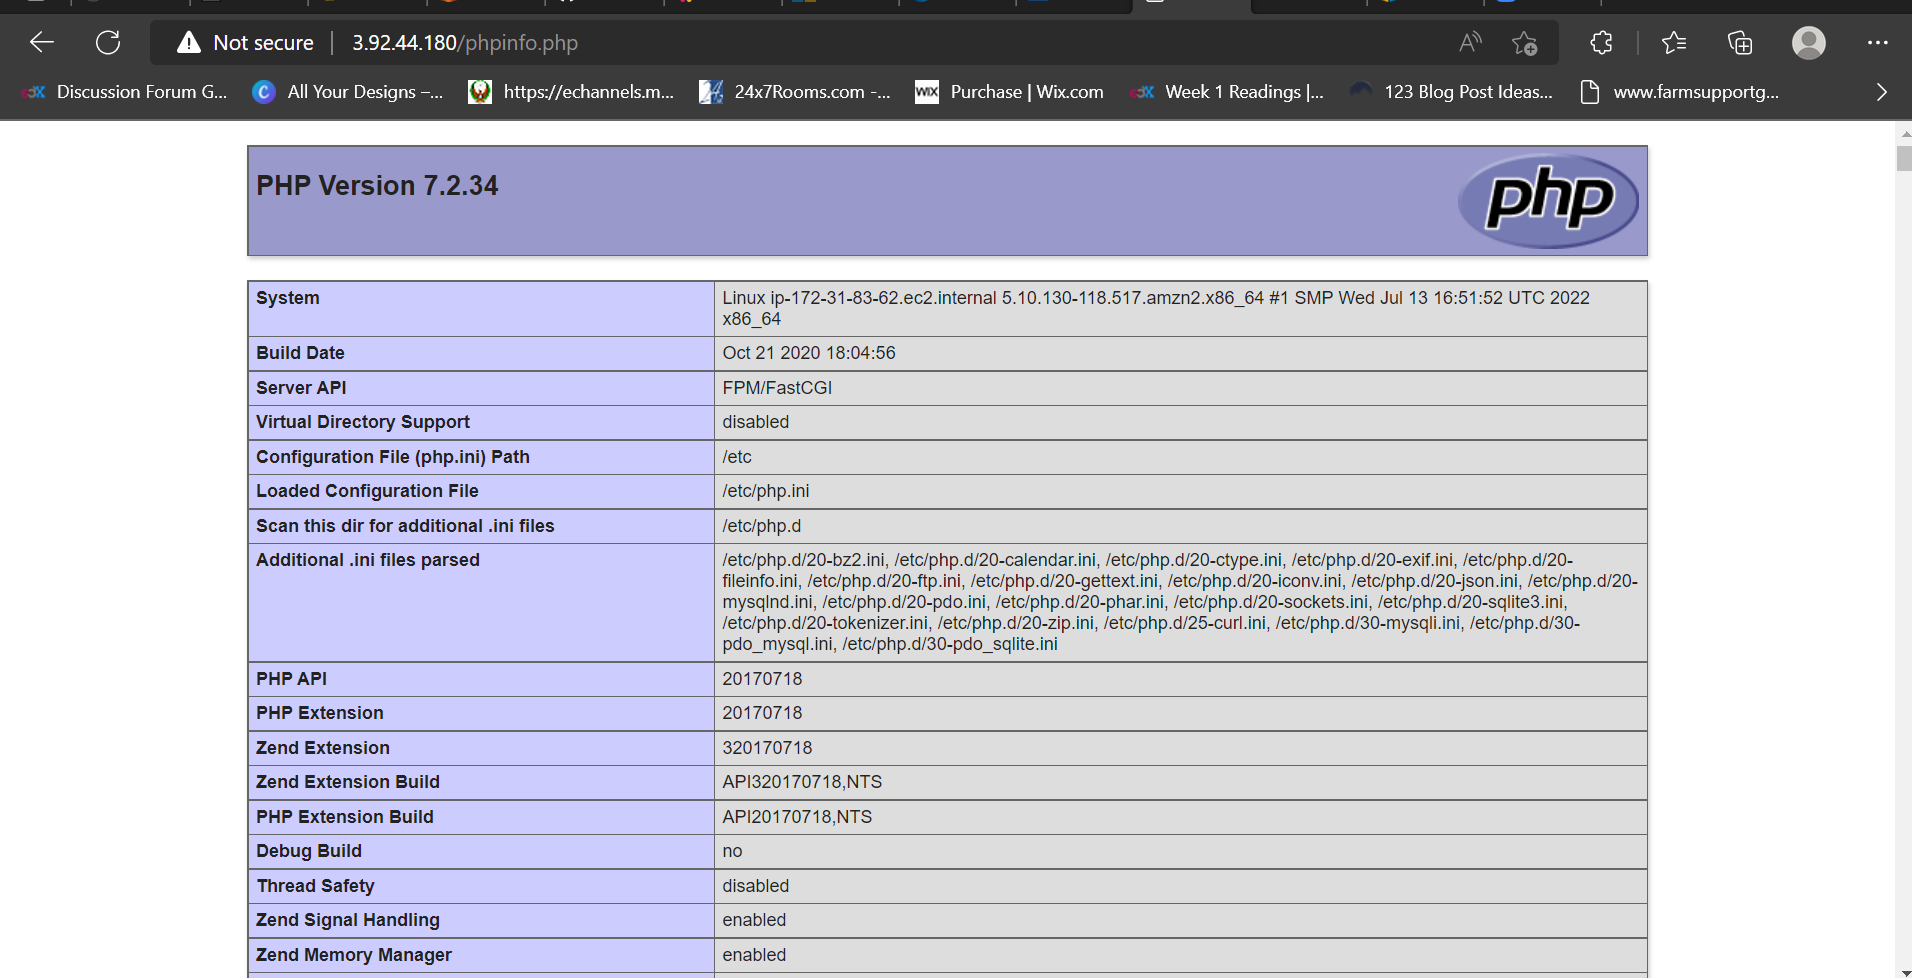 Not secure | 3.92.44.180/phpinfo.php
Discussion Forum G... All Your Designs –... https://echannels.m... 24x7Rooms.com -... WIX Purchase | Wix.com Week 1 Readings |... 123 Blog Post Ideas... www.farmsupportg...
PHP Version 7.2.34
php
System
Linux ip-172-31-83-62.ec2.internal 5.10.130-118.517.amzn2.x86_64 #1 SMP Wed Jul 13 16:51:52 UTC 2022
x86_64
Build Date Oct 21 2020 18:04:56
Server API FPM/FastCGI
Virtual Directory Support disabled
Configuration File (php.ini) Path /etc
Loaded Configuration File /etc/php.ini
Scan this dir for additional .ini files /etc/php.d
Additional .ini files parsed
/etc/php.d/20-bz2.ini, /etc/php.d/20-calendar.ini, /etc/php.d/20-ctype.ini, /etc/php.d/20-exif.ini, /etc/php.d/20-
fileinfo.ini, /etc/php.d/20-ftp.ini, /etc/php.d/20-gettext.ini, /etc/php.d/20-iconv.ini, /etc/php.d/20-json.ini, /etc/php.d/20-
mysqlnd.ini, /etc/php.d/20-pdo.ini, /etc/php.d/20-phar.ini, /etc/php.d/20-sockets.ini, /etc/php.d/20-sqlite3.ini,
/etc/php.d/20-tokenizer.ini, /etc/php.d/20-zip.ini, /etc/php.d/25-curl.ini, /etc/php.d/30-mysqli.ini, /etc/php.d/30-
pdo_mysql.ini, /etc/php.d/30-pdo_sqlite.ini
PHP API 20170718
PHP Extension 20170718
Zend Extension 320170718
Zend Extension Build API320170718,NTS
PHP Extension Build API20170718,NTS
Debug Build no
Thread Safety disabled
Zend Signal Handling enabled
Zend Memory Manager enabled